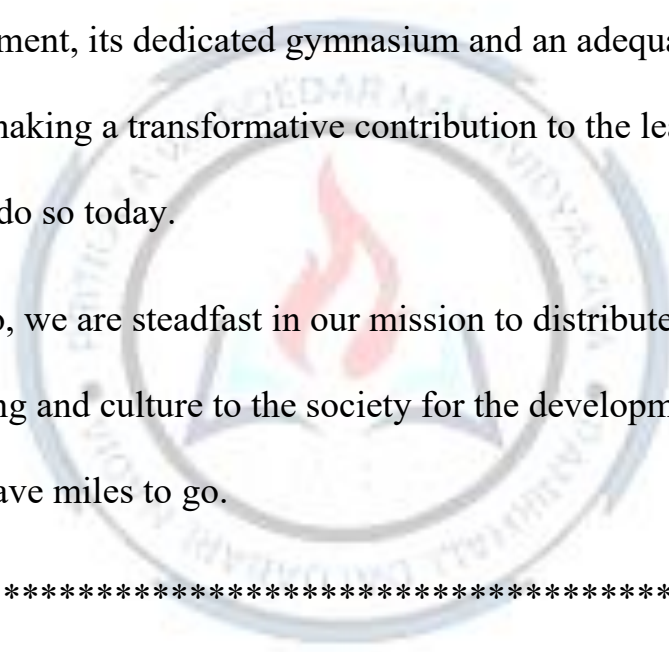 ment, its dedicated gymnasium and an adequa
naking a transformative contribution to the lea
do so today.
, we are steadfast in our mission to distribute
ng and culture to the society for the developm
ave miles to go.
************************************